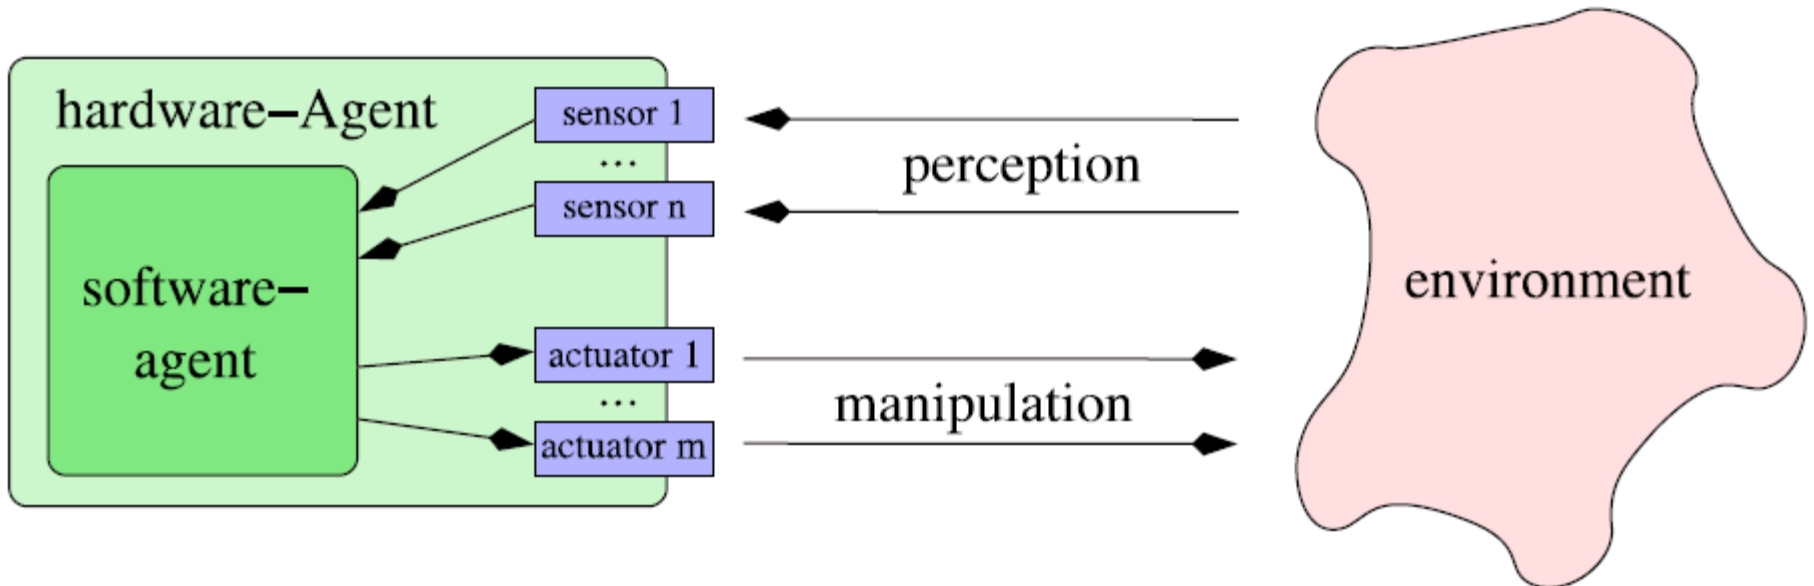 hardware–Agent
sensor 1
...
sensor n
perception
software–
agent
environment
actuator 1
...
actuator m
manipulation